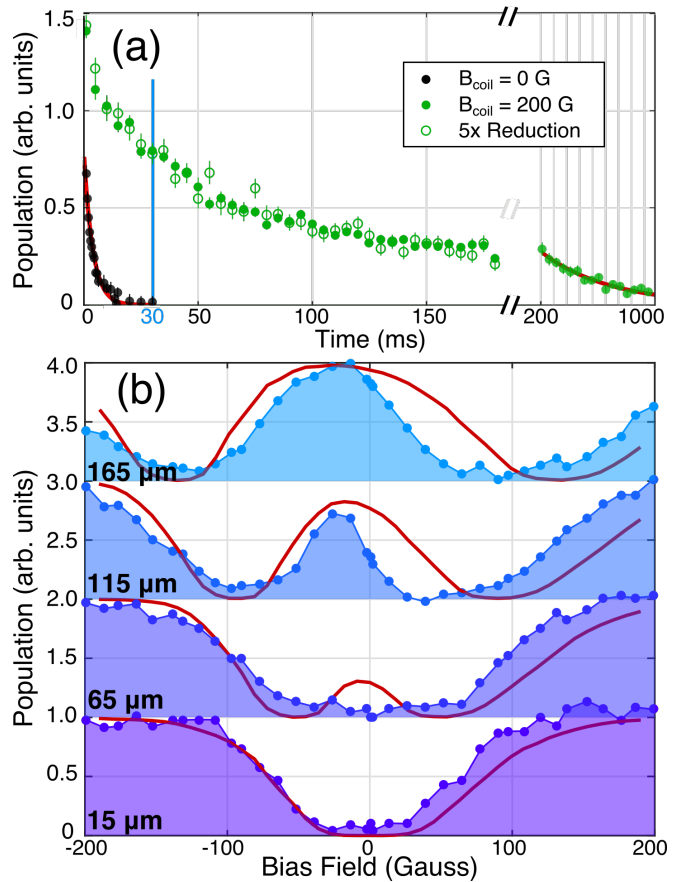 (a)
Population (arb. units)
1.5
1.0
0.5
0
B_coil = 0 G
B_coil = 200 G
5x Reduction
//
//
//
0 30 50 100 150 200 1000
Time (ms)
(b)
Population (arb. units)
4.0
3.5
165 μm
3.0
2.5
115 μm
2.0
1.5
65 μm
1.0
0.5
15 μm
0
-200 -100 0 100 200
Bias Field (Gauss)